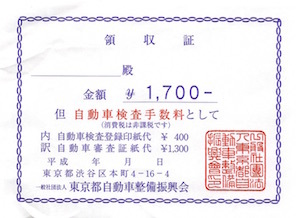 領収証
殿
金額 ¥ 1,700-
但 自動車検査手数料として
(消費税は非課税です)
内 自動車検査登録印紙代 ¥ 400
訳 自動車審査証紙代 ¥1,300
平成 年 月 日
東京都渋谷区本町4-16-4
一般社団法人 東京都自動車整備振興会